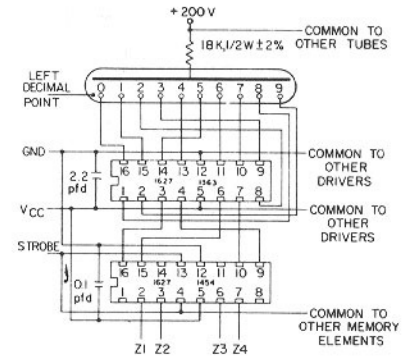 +200V
COMMON TO
OTHER TUBES
18K,1/2W ± 2%
LEFT
DECIMAL
POINT
0 1 2 3 4 5 6 7 8 9
GND
COMMON TO
OTHER
DRIVERS
2.2
pfd
16 15 14 13 12 11 10 9
1627 1363
1 2 3 4 5 6 7 8
VCC
COMMON TO
OTHER
DRIVERS
STROBE
0.1
pfd
16 15 14 13 12 11 10 9
1627 1454
1 2 3 4 5 6 7 8
COMMON TO
OTHER MEMORY
ELEMENTS
Z1 Z2 Z3 Z4